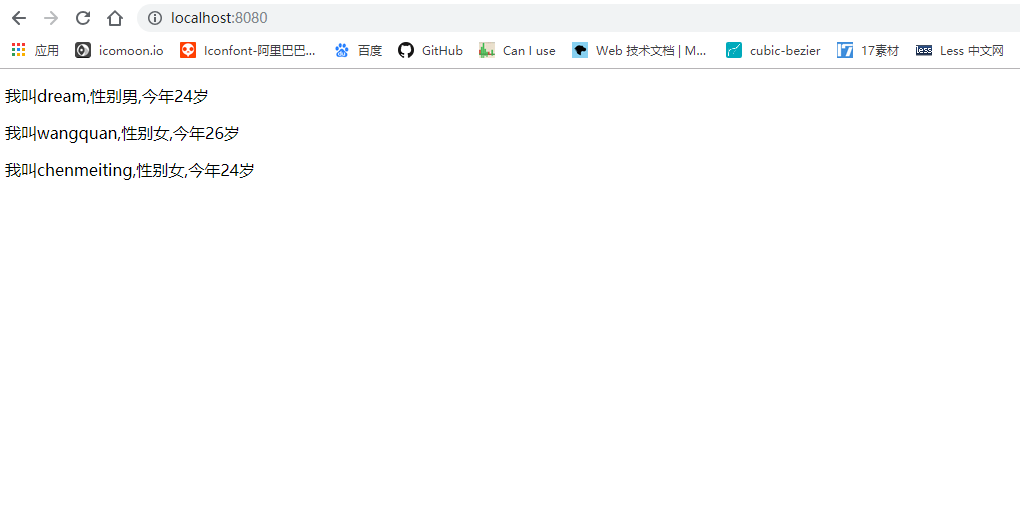 localhost:8080
应用 icomoon.io Iconfont-阿里巴巴... 百度 GitHub Can I use Web 技术文档 | M... cubic-bezier 17素材 less Less 中文网
我叫dream,性别男,今年24岁
我叫wangquan,性别女,今年26岁
我叫chenmeiting,性别女,今年24岁